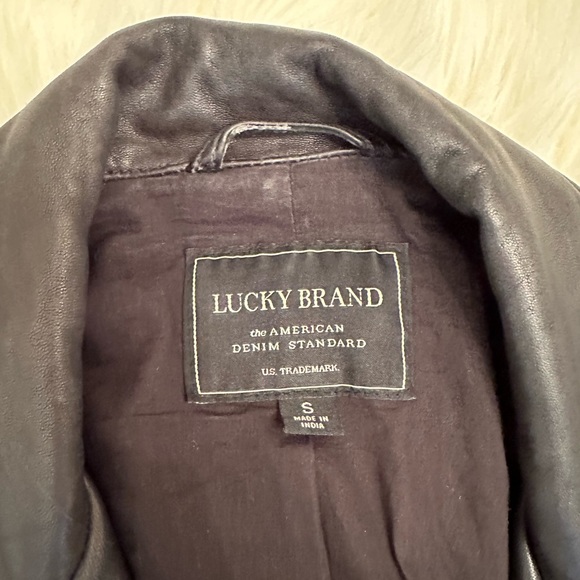 LUCKY BRAND
the AMERICAN
DENIM STANDARD
U.S. TRADEMARK.
S
MADE IN
INDIA